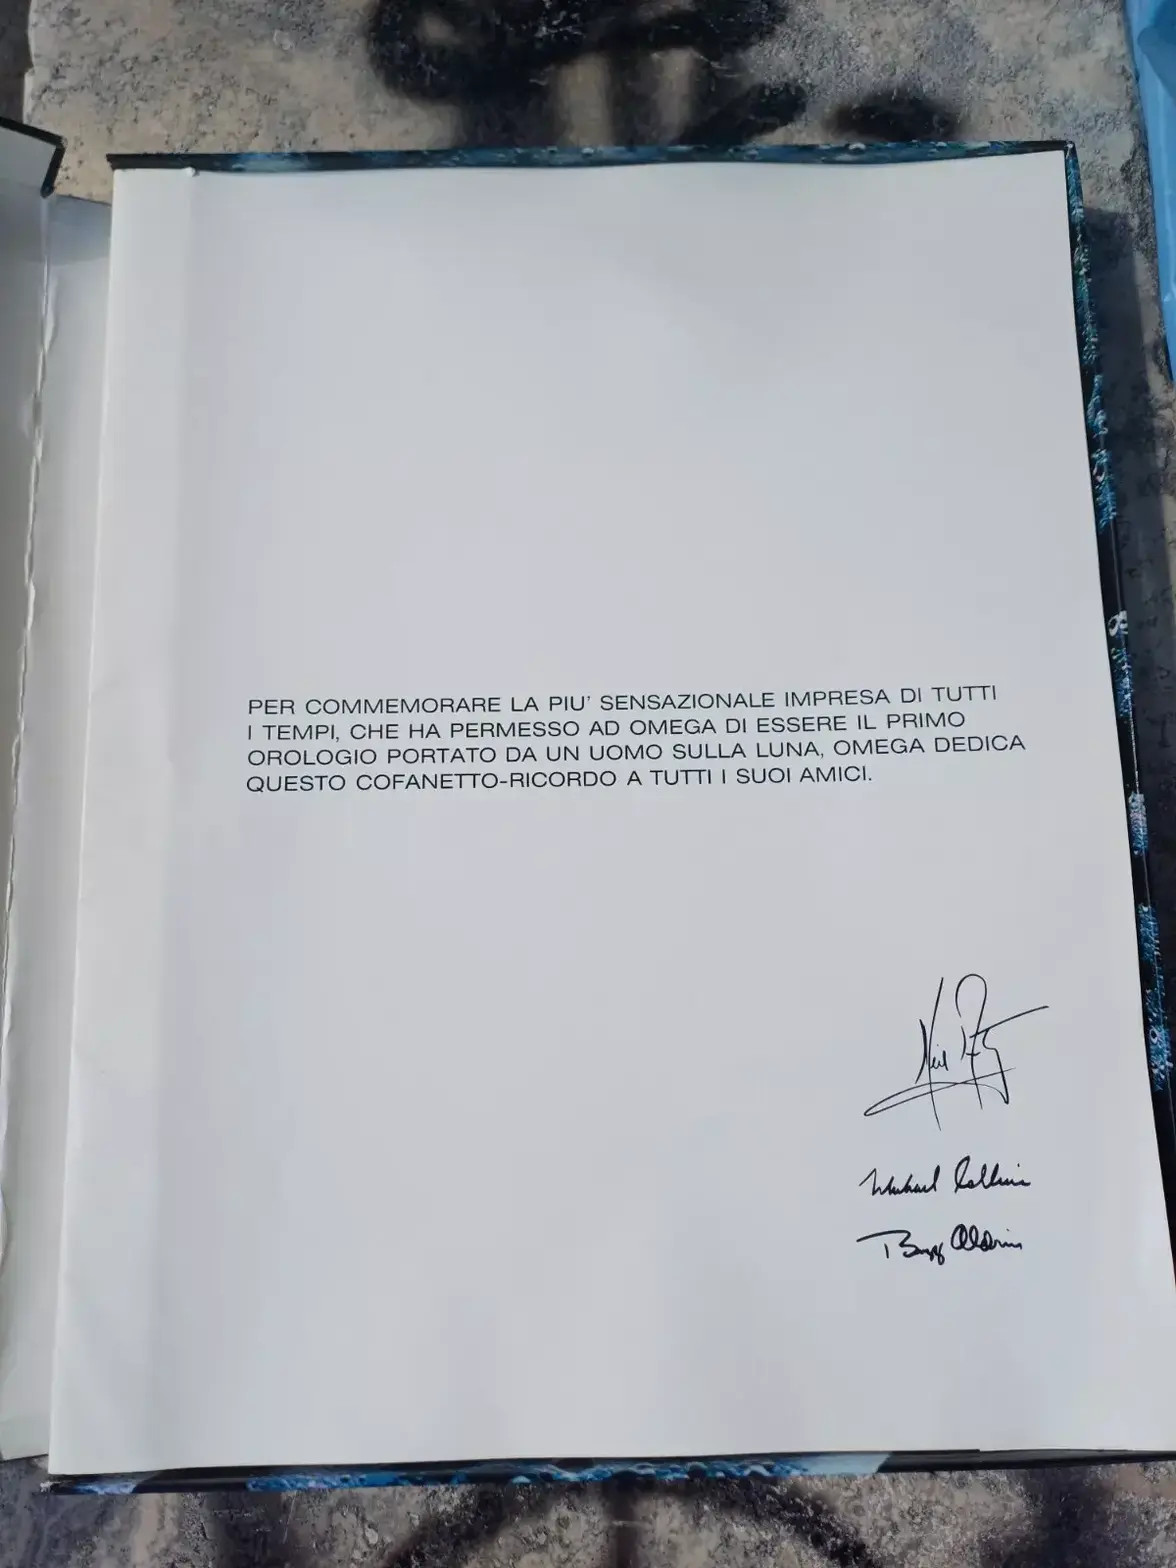 PER COMMEMORARE LA PIU' SENSAZIONALE IMPRESA DI TUTTI
I TEMPI, CHE HA PERMESSO AD OMEGA DI ESSERE IL PRIMO
OROLOGIO PORTATO DA UN UOMO SULLA LUNA, OMEGA DEDICA
QUESTO COFANETTO-RICORDO A TUTTI I SUOI AMICI.
Neil
Michael Collins
Buzz Aldrin